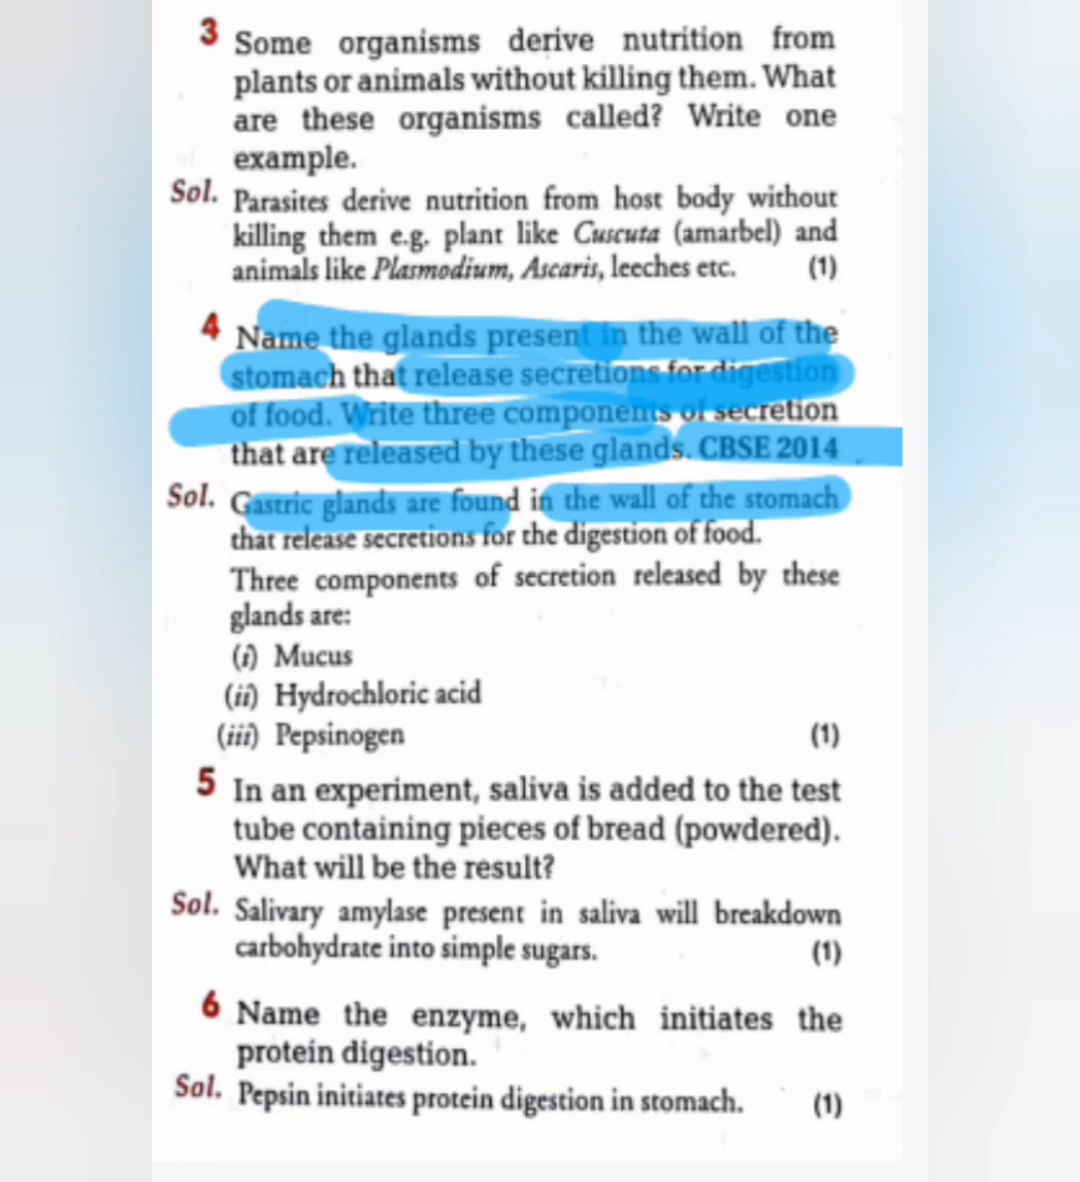 3 Some organisms derive nutrition from
plants or animals without killing them. What
are these organisms called? Write one
example.
Sol. Parasites derive nutrition from host body without
killing them e.g. plant like Cuscuta (amarbel) and
animals like Plasmodium, Ascaris, leeches etc. (1)
4 Name the glands present in the wall of the
stomach that release secretions for digestion
of food. Write three components of secretion
that are released by these glands. CBSE 2014
Sol. Gastric glands are found in the wall of the stomach
that release secretions for the digestion of food.
Three components of secretion released by these
glands are:
(i) Mucus
(ii) Hydrochloric acid
(iii) Pepsinogen (1)
5 In an experiment, saliva is added to the test
tube containing pieces of bread (powdered).
What will be the result?
Sol. Salivary amylase present in saliva will breakdown
carbohydrate into simple sugars. (1)
6 Name the enzyme, which initiates the
protein digestion.
Sol. Pepsin initiates protein digestion in stomach. (1)